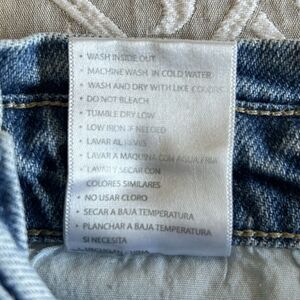 • WASH INSIDE OUT
• MACHINE WASH IN COLD WATER
• WASH AND DRY WITH LIKE COLORS
• DO NOT BLEACH
• TUMBLE DRY LOW
• LOW IRON IF NEEDED
• LAVAR AL REVES
• LAVAR A MAQUINA CON AGUA FRIA
• LAVAR Y SECAR CON
COLORES SIMILARES
• NO USAR CLORO
• SECAR A BAJA TEMPERATURA
• PLANCHAR A BAJA TEMPERATURA
SI NECESITA